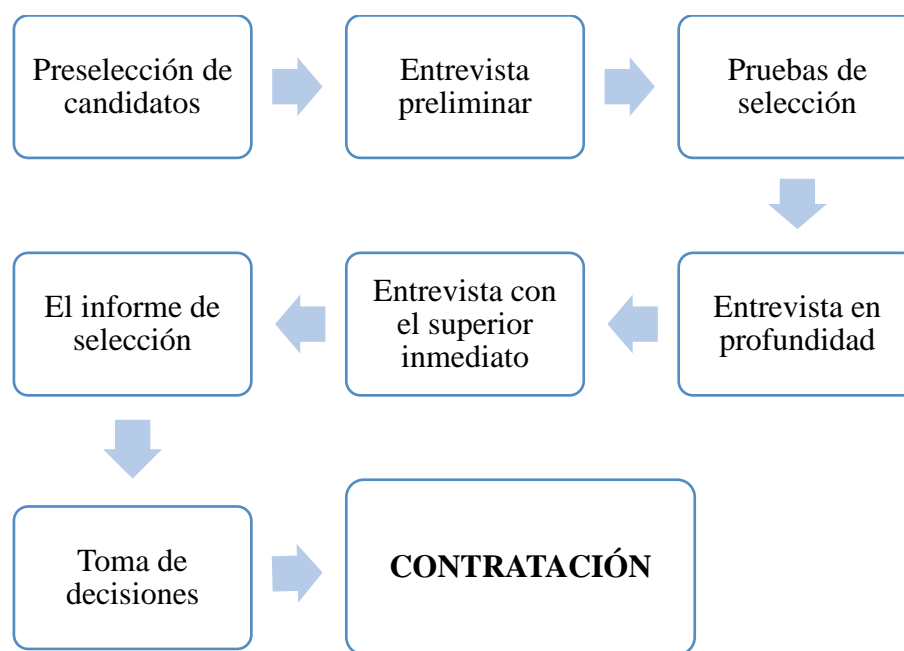 Preselección de
candidatos
Entrevista
preliminar
Pruebas de
selección
Entrevista en
profundidad
Entrevista con
el superior
inmediato
El informe de
selección
Toma de
decisiones
CONTRATACIÓN